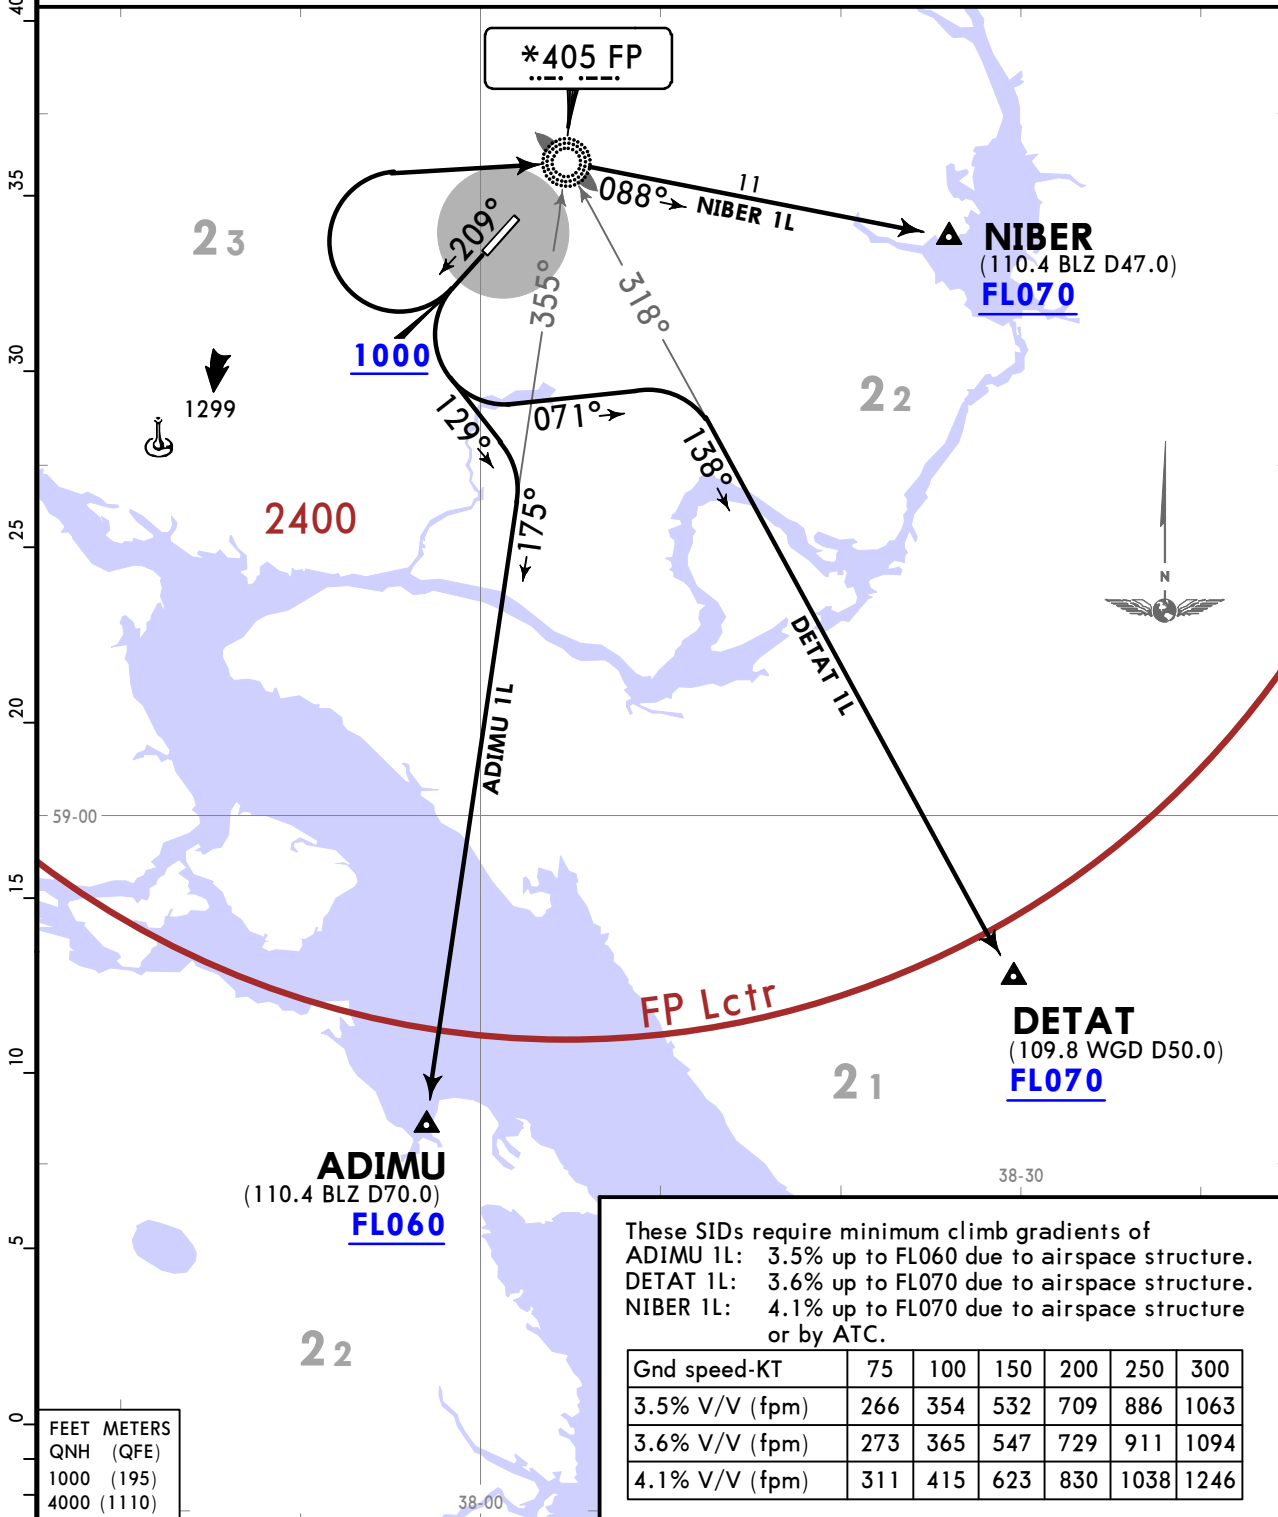 40
*405 FP
35
088°
11
NIBER 1L
NIBER
(110.4 BLZ D47.0)
FL070
209°
23
355°
318°
30
1000
1299
22
071°
129°
138°
2400
25
175°
N
DETAT 1L
20
ADIMU 1L
59-00
15
FP Lctr
DETAT
(109.8 WGD D50.0)
FL070
10
21
ADIMU
(110.4 BLZ D70.0)
FL060
38-30
5
These SIDs require minimum climb gradients of
ADIMU 1L: 3.5% up to FL060 due to airspace structure.
DETAT 1L: 3.6% up to FL070 due to airspace structure.
NIBER 1L: 4.1% up to FL070 due to airspace structure
or by ATC.
22
Gnd speed-KT 75 100 150 200 250 300
3.5% V/V (fpm) 266 354 532 709 886 1063
3.6% V/V (fpm) 273 365 547 729 911 1094
4.1% V/V (fpm) 311 415 623 830 1038 1246
0
FEET METERS
QNH (QFE)
1000 (195)
4000 (1110)
38-00